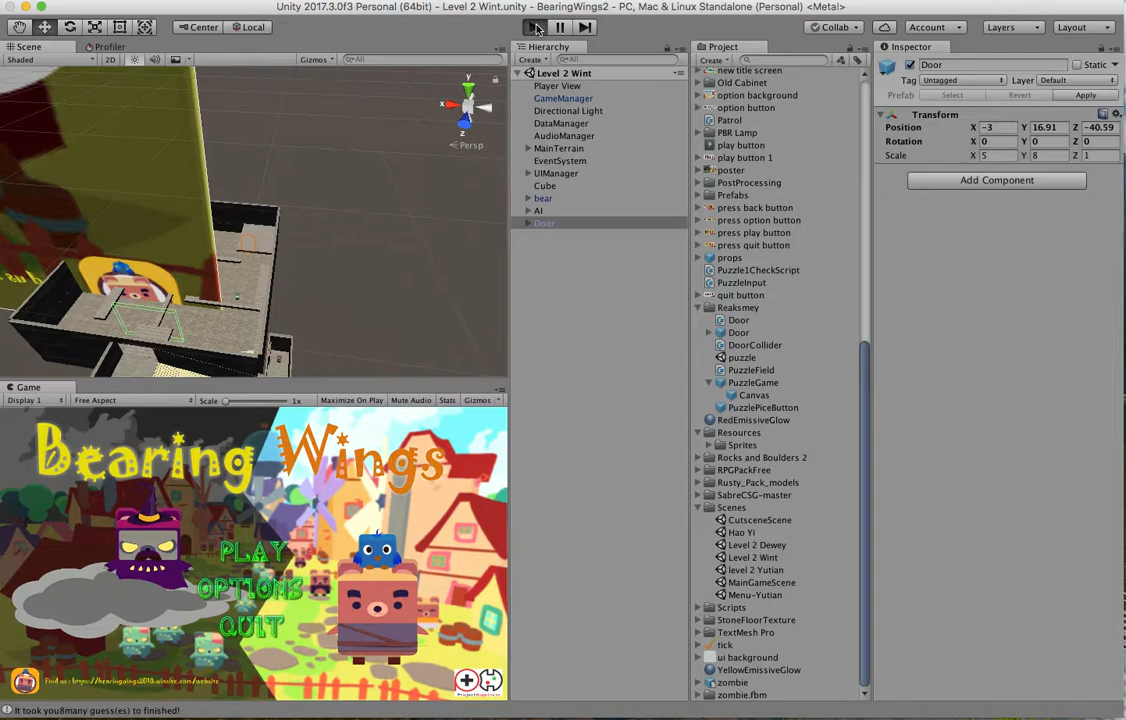 Unity 2017.3.0f3 Personal (64bit) - Level 2 Wint.unity - BearingWings2 - PC, Mac & Linux Standalone (Personal) <Metal>
Center Local Collab Account Layers Layout
Scene Profiler
Shaded 2D Gizmos All
y
x
z
Persp
Game
Display 1 Free Aspect Scale 1x Maximize On Play Mute Audio Stats Gizmos
Bearing Wings
PLAY
OPTIONS
QUIT
Project
It took you8many guess(es) to finished!
Hierarchy
Create All
Level 2 Wint
Player View
GameManager
Directional Light
DataManager
AudioManager
MainTerrain
EventSystem
UIManager
Cube
bear
AI
Door
Project
Create
new title screen
Old Cabinet
option background
option button
Patrol
PBR Lamp
play button
play button 1
poster
PostProcessing
Prefabs
press back button
press option button
press play button
press quit button
props
Puzzle1CheckScript
PuzzleInput
quit button
Reaksmey
Door
Door
DoorCollider
puzzle
PuzzleField
PuzzleGame
Canvas
PuzzlePiceButton
RedEmissiveGlow
Resources
Sprites
Rocks and Boulders 2
RPGPackFree
Rusty_Pack_models
SabreCSG-master
Scenes
CutsceneScene
Hao Yi
Level 2 Dewey
Level 2 Wint
level 2 Yutian
MainGameScene
Menu-Yutian
Scripts
StoneFloorTexture
TextMesh Pro
tick
ui background
YellowEmissiveGlow
zombie
zombie.fbm
Inspector
Door Static
Tag Untagged Layer Default
Prefab Select Revert Apply
Transform
Position X -3 Y 16.91 Z -40.59
Rotation X 0 Y 0 Z 0
Scale X 5 Y 8 Z 1
Add Component